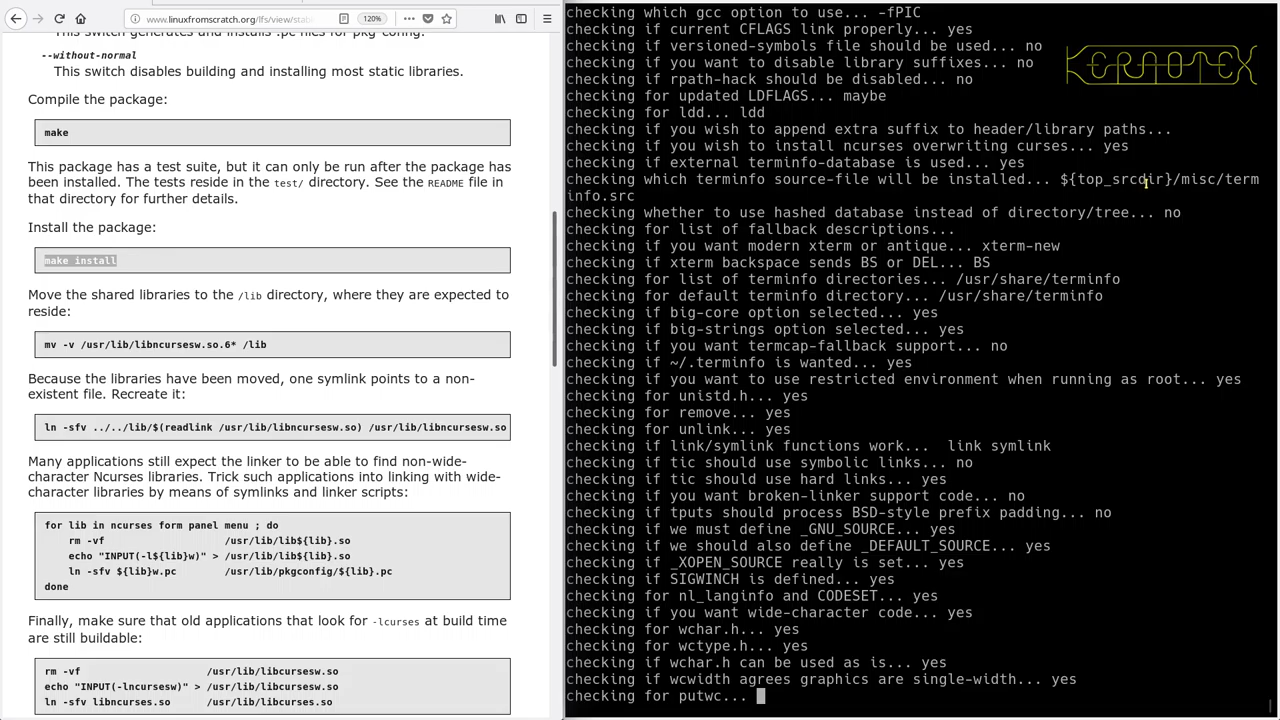 www.linuxfromscratch.org/lfs/view/stab
120%
This switch generates and installs .pc files for pkg-config.
--without-normal
This switch disables building and installing most static libraries.
Compile the package:
make
This package has a test suite, but it can only be run after the package has
been installed. The tests reside in the test/ directory. See the README file in
that directory for further details.
Install the package:
make install
Move the shared libraries to the /lib directory, where they are expected to
reside:
mv -v /usr/lib/libncursesw.so.6* /lib
Because the libraries have been moved, one symlink points to a non-
existent file. Recreate it:
ln -sfv ../../lib/$(readlink /usr/lib/libncursesw.so) /usr/lib/libncursesw.so
Many applications still expect the linker to be able to find non-wide-
character Ncurses libraries. Trick such applications into linking with wide-
character libraries by means of symlinks and linker scripts:
for lib in ncurses form panel menu ; do
rm -vf /usr/lib/lib${lib}.so
echo "INPUT(-l${lib}w)" > /usr/lib/lib${lib}.so
ln -sfv ${lib}w.pc /usr/lib/pkgconfig/${lib}.pc
done
Finally, make sure that old applications that look for -lcurses at build time
are still buildable:
rm -vf /usr/lib/libcursesw.so
echo "INPUT(-lncursesw)" > /usr/lib/libcursesw.so
ln -sfv libncurses.so /usr/lib/libcurses.so
checking which gcc option to use... -fPIC
checking if current CFLAGS link properly... yes
checking if versioned-symbols file should be used... no
checking if you want to disable library suffixes... no
checking if rpath-hack should be disabled... no
checking for updated LDFLAGS... maybe
checking for ldd... ldd
checking if you wish to append extra suffix to header/library paths...
checking if you wish to install ncurses overwriting curses... yes
checking if external terminfo-database is used... yes
checking which terminfo source-file will be installed... ${top_srcdir}/misc/term
info.src
checking whether to use hashed database instead of directory/tree... no
checking for list of fallback descriptions...
checking if you want modern xterm or antique... xterm-new
checking if xterm backspace sends BS or DEL... BS
checking for list of terminfo directories... /usr/share/terminfo
checking for default terminfo directory... /usr/share/terminfo
checking if big-core option selected... yes
checking if big-strings option selected... yes
checking if you want termcap-fallback support... no
checking if ~/.terminfo is wanted... yes
checking if you want to use restricted environment when running as root... yes
checking for unistd.h... yes
checking for remove... yes
checking for unlink... yes
checking if link/symlink functions work... link symlink
checking if tic should use symbolic links... no
checking if tic should use hard links... yes
checking if you want broken-linker support code... no
checking if tputs should process BSD-style prefix padding... no
checking if we must define _GNU_SOURCE... yes
checking if we should also define _DEFAULT_SOURCE... yes
checking if _XOPEN_SOURCE really is set... yes
checking if SIGWINCH is defined... yes
checking for nl_langinfo and CODESET... yes
checking if you want wide-character code... yes
checking for wchar.h... yes
checking for wctype.h... yes
checking if wchar.h can be used as is... yes
checking if wcwidth agrees graphics are single-width... yes
checking for putwc...
KERNOTEX